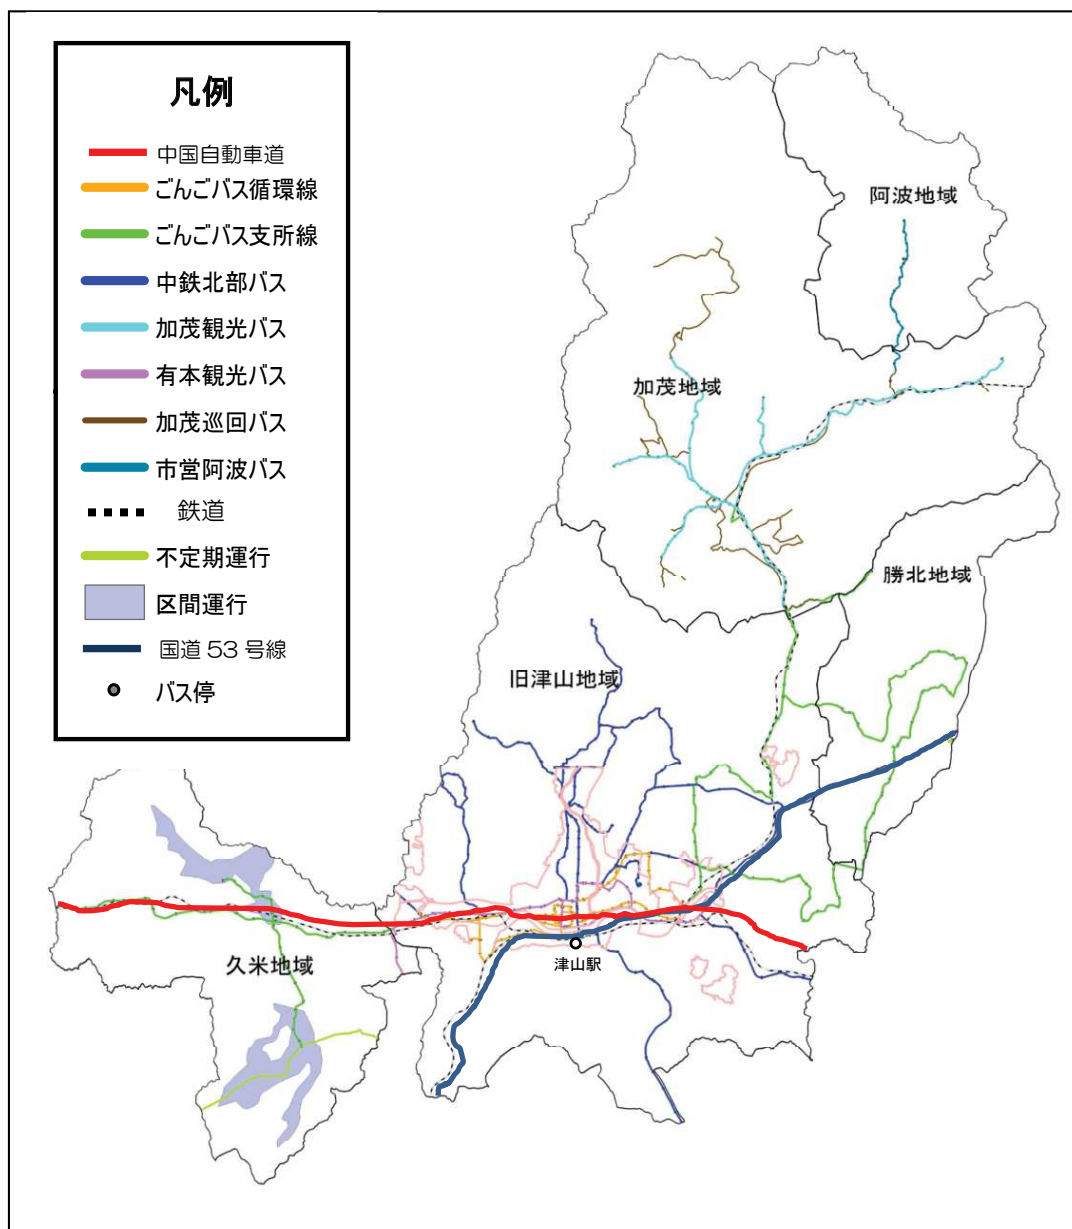 凡例
中国自動車道
ごんごバス循環線
ごんごバス支所線
中鉄北部バス
加茂観光バス
有本観光バス
加茂巡回バス
市営阿波バス
鉄道
不定期運行
区間運行
国道 53 号線
バス停
阿波地域
加茂地域
勝北地域
旧津山地域
久米地域
津山駅